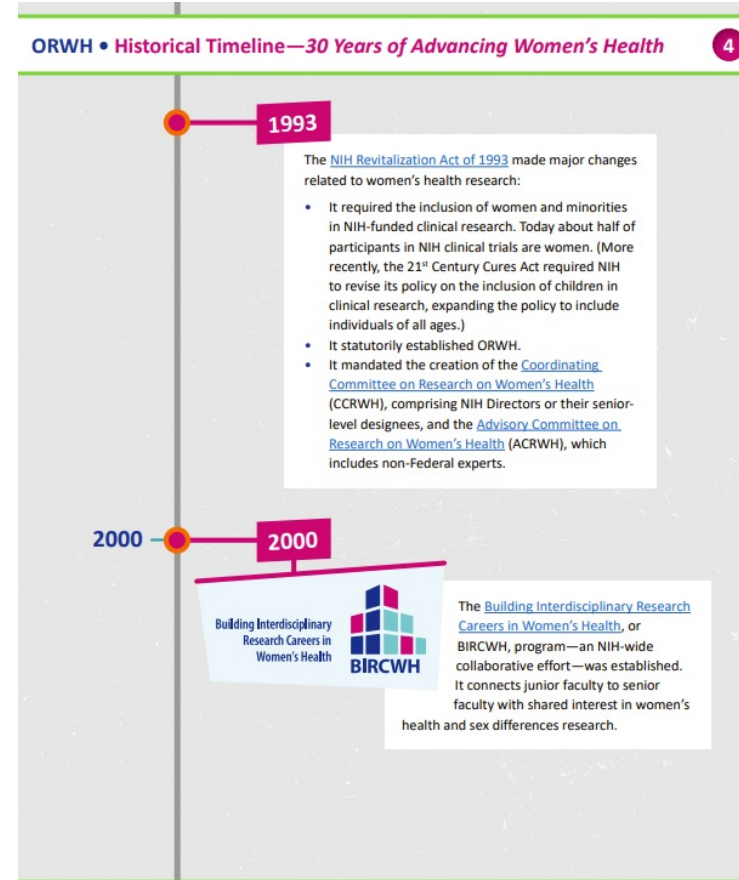 ORWH • Historical Timeline—30 Years of Advancing Women's Health
4
1993
The NIH Revitalization Act of 1993 made major changes
related to women's health research:
• It required the inclusion of women and minorities
in NIH-funded clinical research. Today about half of
participants in NIH clinical trials are women. (More
recently, the 21st Century Cures Act required NIH
to revise its policy on the inclusion of children in
clinical research, expanding the policy to include
individuals of all ages.)
• It statutorily established ORWH.
• It mandated the creation of the Coordinating
Committee on Research on Women's Health
(CCRWH), comprising NIH Directors or their senior-
level designees, and the Advisory Committee on
Research on Women's Health (ACRWH), which
includes non-Federal experts.
2000
2000
Building Interdisciplinary
Research Careers in
Women's Health
BIRCWH
The Building Interdisciplinary Research
Careers in Women's Health, or
BIRCWH, program—an NIH-wide
collaborative effort—was established.
It connects junior faculty to senior
faculty with shared interest in women's
health and sex differences research.